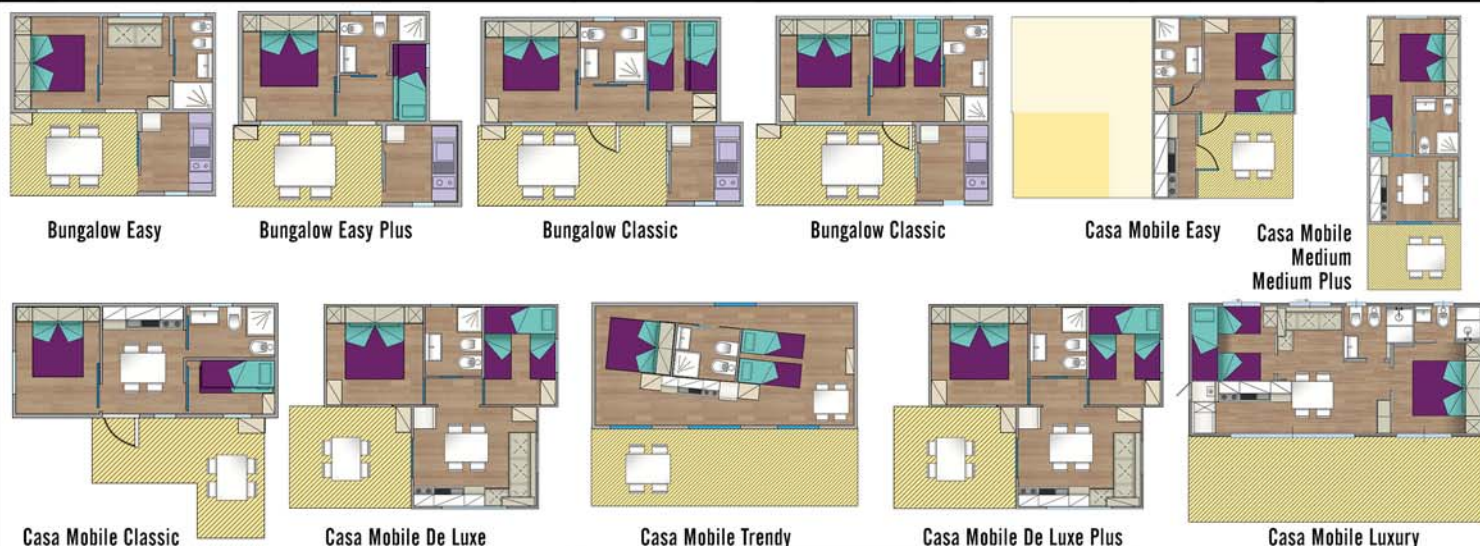 Bungalow Easy
Bungalow Easy Plus
Bungalow Classic
Bungalow Classic
Casa Mobile Easy
Casa Mobile
Medium
Medium Plus
Casa Mobile Classic
Casa Mobile De Luxe
Casa Mobile Trendy
Casa Mobile De Luxe Plus
Casa Mobile Luxury